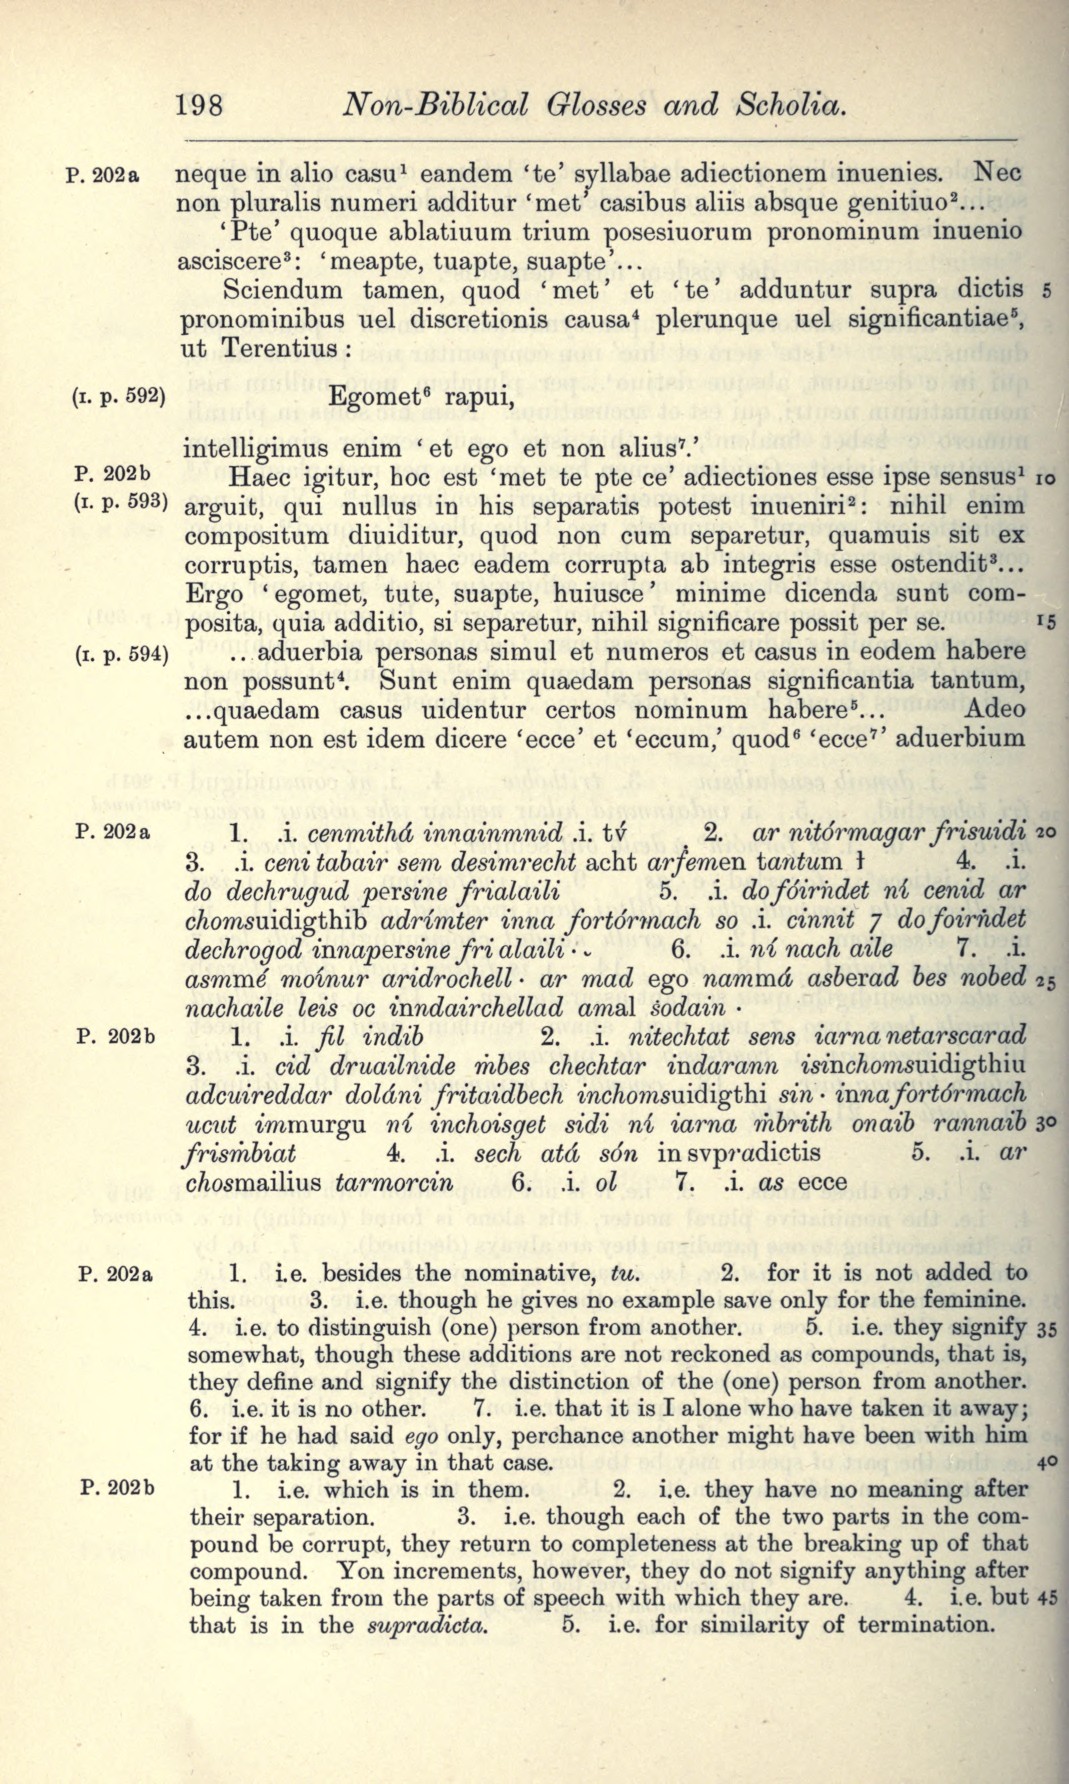 198 Non-Biblical Glosses and Scholia.
P. 202a neque in alio casu¹ eandem ‘te’ syllabae adiectionem inuenies. Nec
non pluralis numeri additur ‘met’ casibus aliis absque genitiuo²...
‘Pte’ quoque ablatiuum trium posesiuorum pronominum inuenio
asciscere³: ‘meapte, tuapte, suapte’...
Sciendum tamen, quod ‘met’ et ‘te’ adduntur supra dictis 5
pronominibus uel discretionis causa⁴ plerunque uel significantiae⁵,
ut Terentius:
(I. p. 592) Egomet⁶ rapui,
intelligimus enim ‘et ego et non alius⁷.’
P. 202b Haec igitur, hoc est ‘met te pte ce’ adiectiones esse ipse sensus¹ 10
(I. p. 593) arguit, qui nullus in his separatis potest inueniri²: nihil enim
compositum diuiditur, quod non cum separetur, quamuis sit ex
corruptis, tamen haec eadem corrupta ab integris esse ostendit³...
Ergo ‘egomet, tute, suapte, huiusce’ minime dicenda sunt com-
posita, quia additio, si separetur, nihil significare possit per se. 15
(I. p. 594) ...aduerbia personas simul et numeros et casus in eodem habere
non possunt⁴. Sunt enim quaedam personas significantia tantum,
...quaedam casus uidentur certos nominum habere⁵... Adeo
autem non est idem dicere ‘ecce’ et ‘eccum,’ quod⁶ ‘ecce⁷’ aduerbium
P. 202a 1. .i. cenmithá innainmnid .i. tv́ 2. ar nitórmagar frisuidi 20
3. .i. ceni tabair sem desimrecht acht arḟemen tantum ƚ 4. .i.
do dechrugud persine frialaili 5. .i. do fóirṅdet ní cenid ar
chomsuidigthib adrímter inna fortórmach so .i. cinnit ⁊ do foirṅdet
dechrogod innapersine fri alaili · ⌣ 6. .i. ní nach aile 7. .i.
asmmé moínur aridrochell · ar mad ego nammá asberad bes nobed 25
nachaile leis oc inndairchellad amal ṡodain ·
P. 202b 1. .i. fil indib 2. .i. nitechtat sens iarna netarscarad
3. .i. cid druailnide ṁbes chechtar indarann isinchomsuidigthiu
adcuireddar doláni fritaidbech inchomsuidigthi sin · inna fortórmach
ucut immurgu ní inchoisget sidi ní iarna ṁbrith onaib rannaib 30
frisṁbiat 4. .i. sech atá són in svpradictis 5. .i. ar
chosmailius tarmorcin 6. .i. ol 7. .i. as ecce
P. 202a 1. i.e. besides the nominative, tu. 2. for it is not added to
this. 3. i.e. though he gives no example save only for the feminine.
4. i.e. to distinguish (one) person from another. 5. i.e. they signify 35
somewhat, though these additions are not reckoned as compounds, that is,
they define and signify the distinction of the (one) person from another.
6. i.e. it is no other. 7. i.e. that it is I alone who have taken it away;
for if he had said ego only, perchance another might have been with him
at the taking away in that case. 40
P. 202b 1. i.e. which is in them. 2. i.e. they have no meaning after
their separation. 3. i.e. though each of the two parts in the com-
pound be corrupt, they return to completeness at the breaking up of that
compound. Yon increments, however, they do not signify anything after
being taken from the parts of speech with which they are. 4. i.e. but 45
that is in the supradicta. 5. i.e. for similarity of termination.